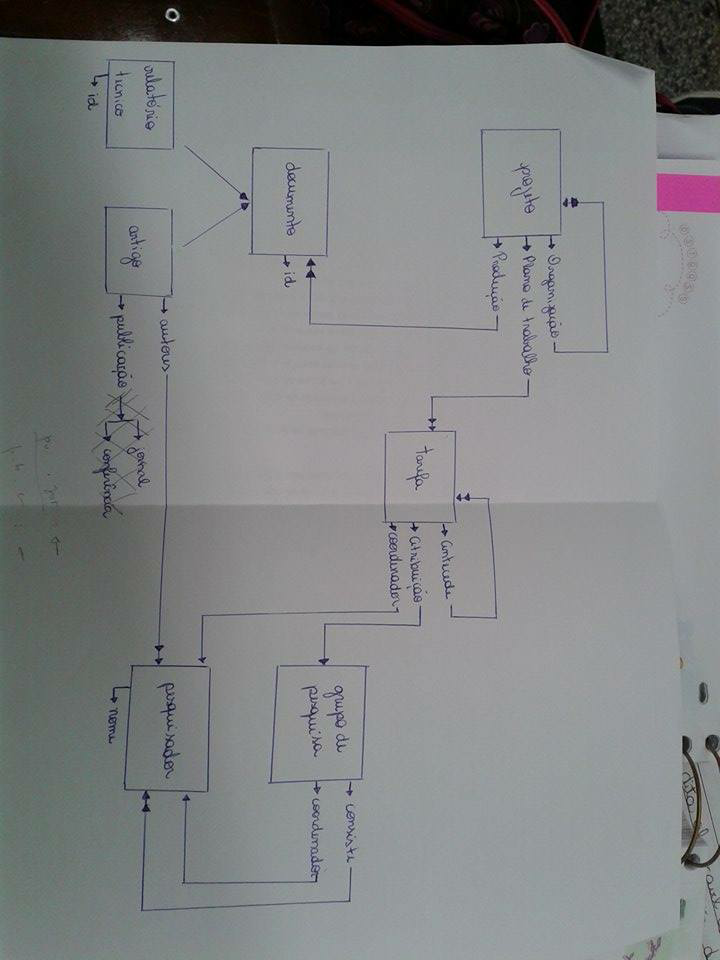 projeto
Organização
Plano de trabalho
Produção
documento
id
relatório
técnico
id
artigo
autores
publicação
jornal
conferência
tarefa
antecede
atribuição
coordenador
grupo de
pesquisa
consiste
coordenador
pesquisador
nome